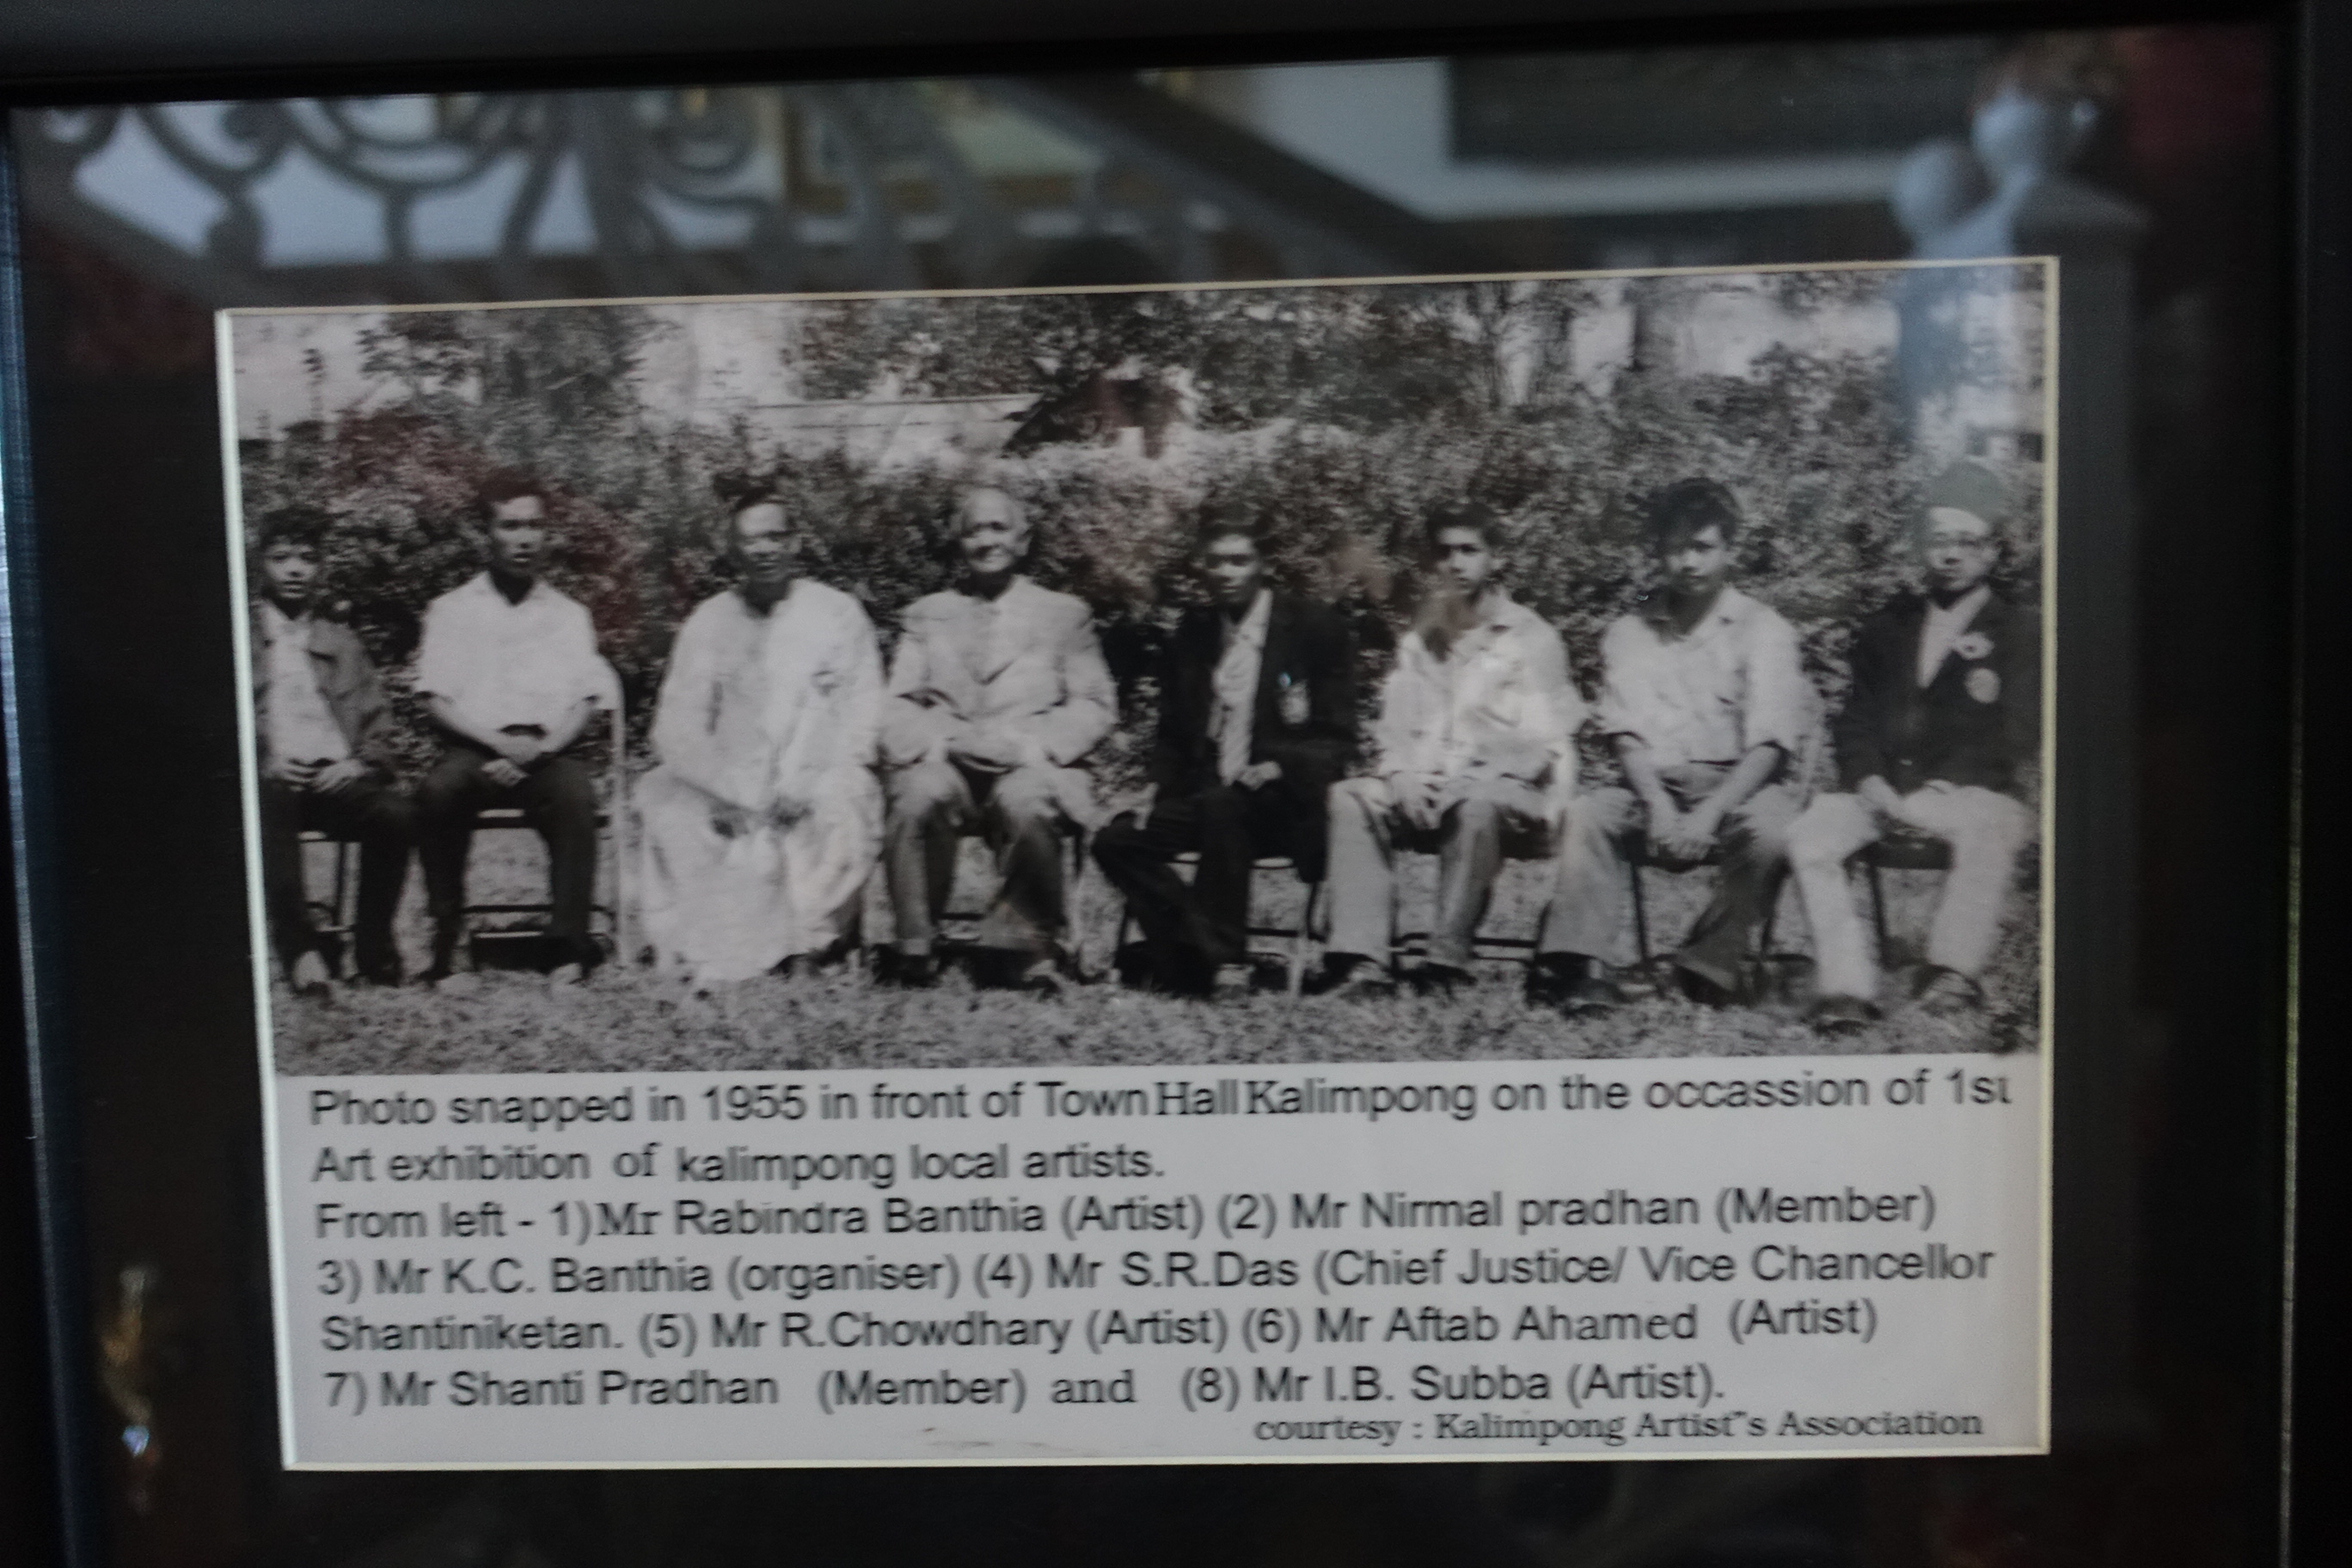 Photo snapped in 1955 in front of Town Hall Kalimpong on the occassion of 1st
Art exhibition of kalimpong local artists.
From left - 1)Mr Rabindra Banthia (Artist) (2) Mr Nirmal pradhan (Member)
3) Mr K.C. Banthia (organiser) (4) Mr S.R.Das (Chief Justice/ Vice Chancellor
Shantiniketan. (5) Mr R.Chowdhary (Artist) (6) Mr Aftab Ahamed (Artist)
7) Mr Shanti Pradhan (Member) and (8) Mr I.B. Subba (Artist).
courtesy : Kalimpong Artist"s Association